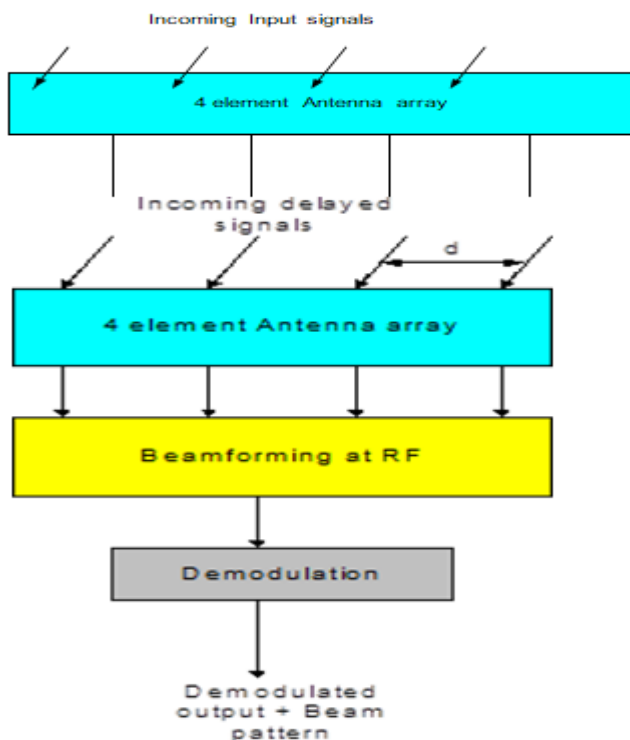 Incoming Input signals
4 element Antenna array
Incoming delayed
signals
d
4 element Antenna array
Beamforming at RF
Demodulation
Demodulated
output + Beam
pattern